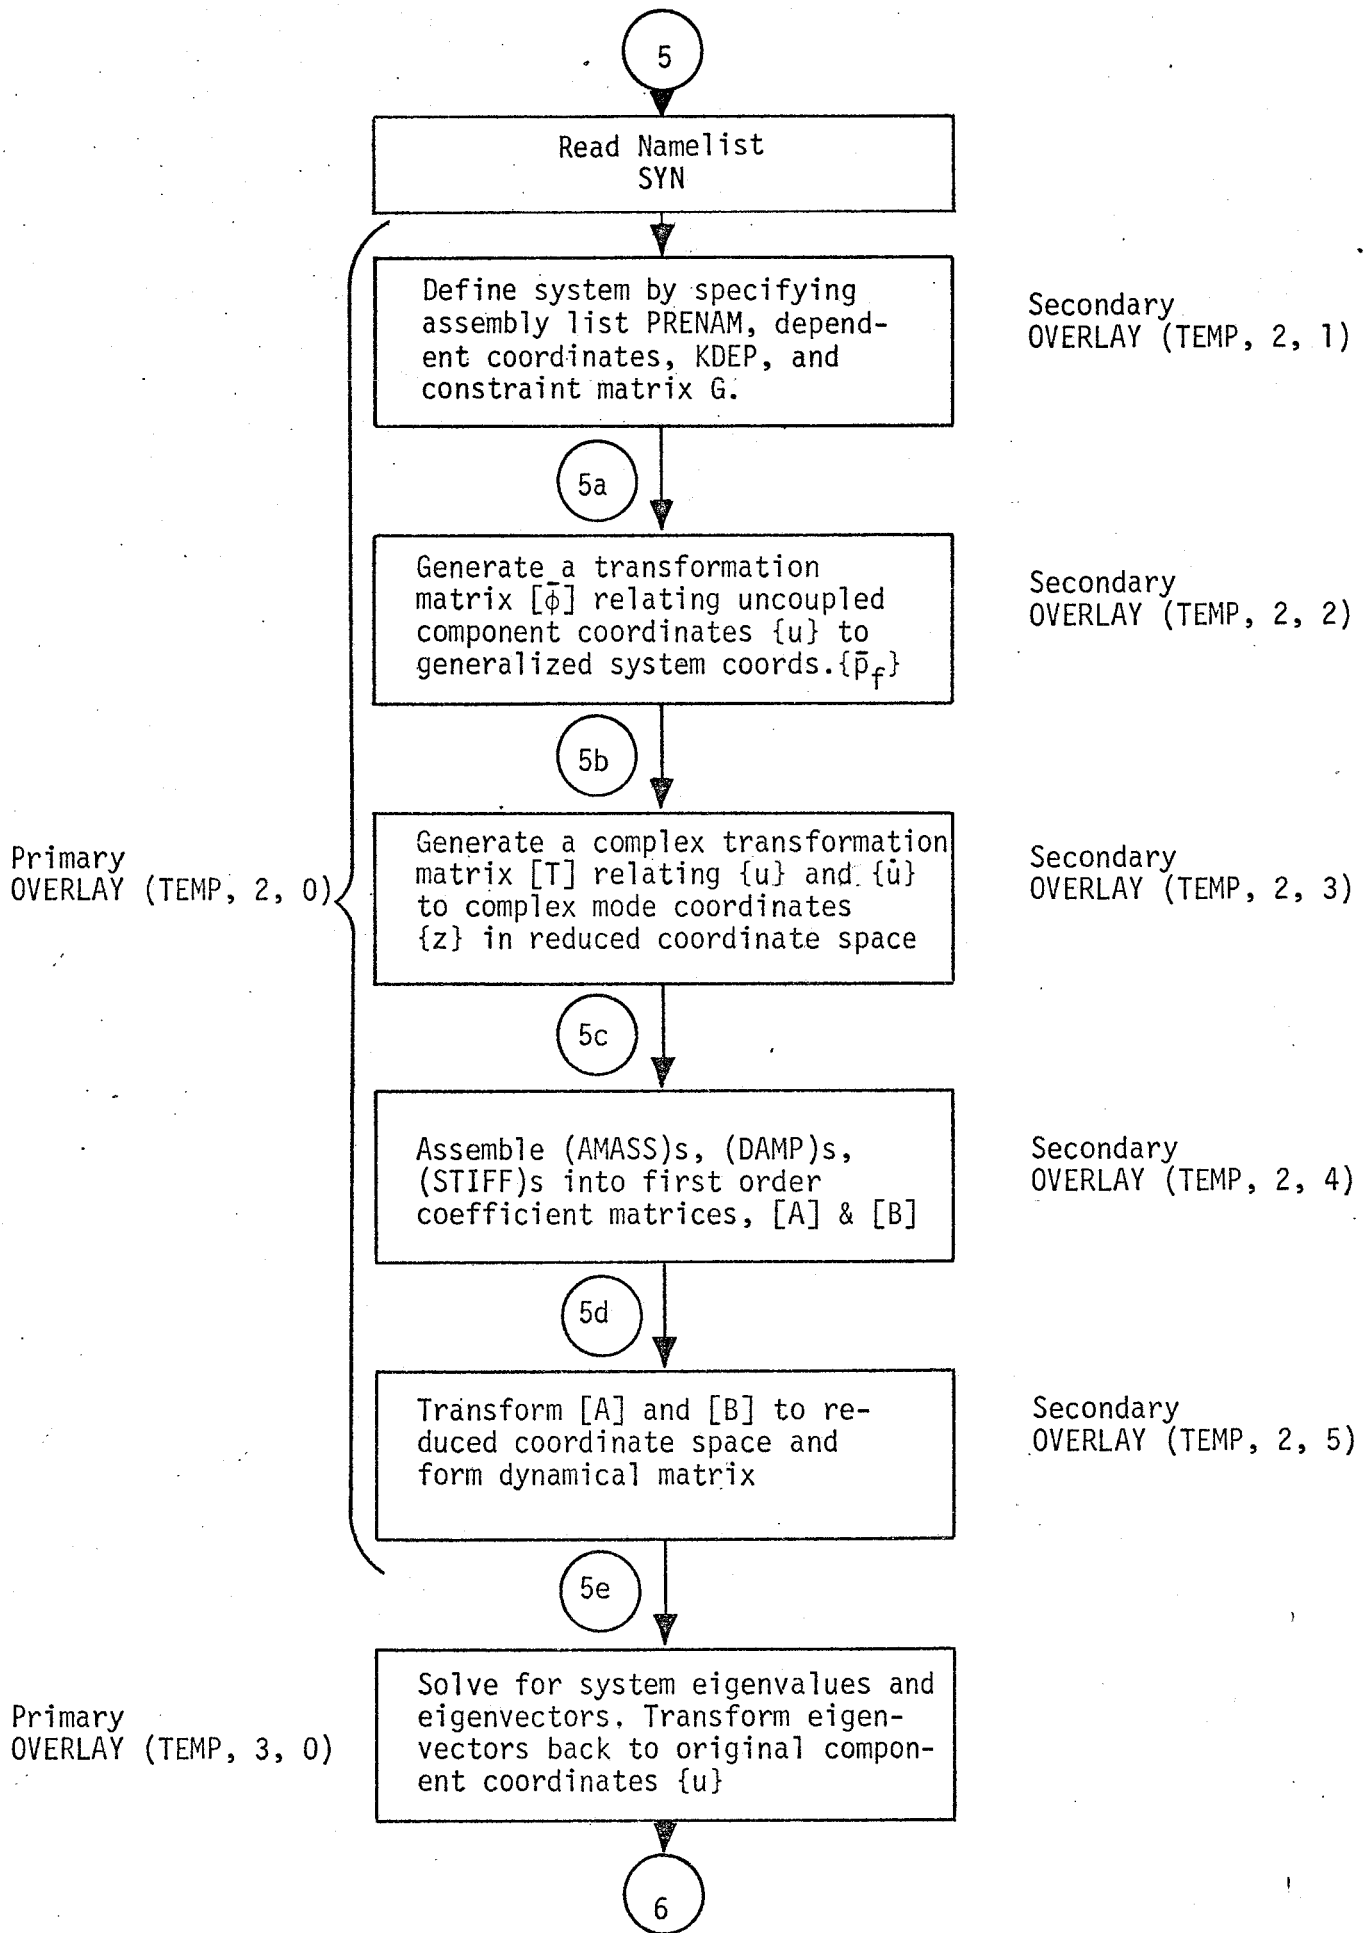 5
Read Namelist
SYN
Define system by specifying
assembly list PRENAM, depend-
ent coordinates, KDEP, and
constraint matrix G.
Secondary
OVERLAY (TEMP, 2, 1)
5a
Generate a transformation
matrix [ϕ̄] relating uncoupled
component coordinates {u} to
generalized system coords.{p̄f}
Secondary
OVERLAY (TEMP, 2, 2)
5b
Primary
OVERLAY (TEMP, 2, 0)
Generate a complex transformation
matrix [T] relating {u} and {u̇}
to complex mode coordinates
{z} in reduced coordinate space
Secondary
OVERLAY (TEMP, 2, 3)
5c
Assemble (AMASS)s, (DAMP)s,
(STIFF)s into first order
coefficient matrices, [A] & [B]
Secondary
OVERLAY (TEMP, 2, 4)
5d
Transform [A] and [B] to re-
duced coordinate space and
form dynamical matrix
Secondary
OVERLAY (TEMP, 2, 5)
5e
Primary
OVERLAY (TEMP, 3, 0)
Solve for system eigenvalues and
eigenvectors. Transform eigen-
vectors back to original compon-
ent coordinates {u}
6